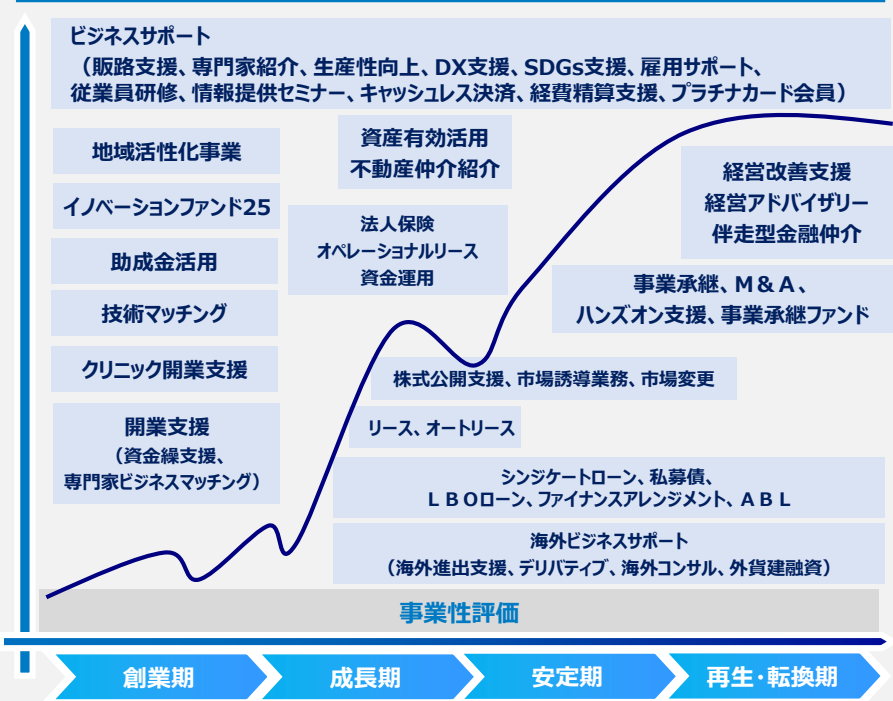 ビジネスサポート
（販路支援、専門家紹介、生産性向上、DX支援、SDGs支援、雇用サポート、
従業員研修、情報提供セミナー、キャッシュレス決済、経費精算支援、プラチナカード会員）
地域活性化事業
イノベーションファンド25
助成金活用
技術マッチング
クリニック開業支援
開業支援
（資金繰支援、
専門家ビジネスマッチング）
資産有効活用
不動産仲介紹介
法人保険
オペレーショナルリース
資金運用
経営改善支援
経営アドバイザリー
伴走型金融仲介
事業承継、M＆A、
ハンズオン支援、事業承継ファンド
株式公開支援、市場誘導業務、市場変更
リース、オートリース
シンジケートローン、私募債、
ＬＢＯローン、ファイナンスアレンジメント、ＡＢＬ
海外ビジネスサポート
（海外進出支援、デリバティブ、海外コンサル、外貨建融資）
事業性評価
創業期
成長期
安定期
再生・転換期